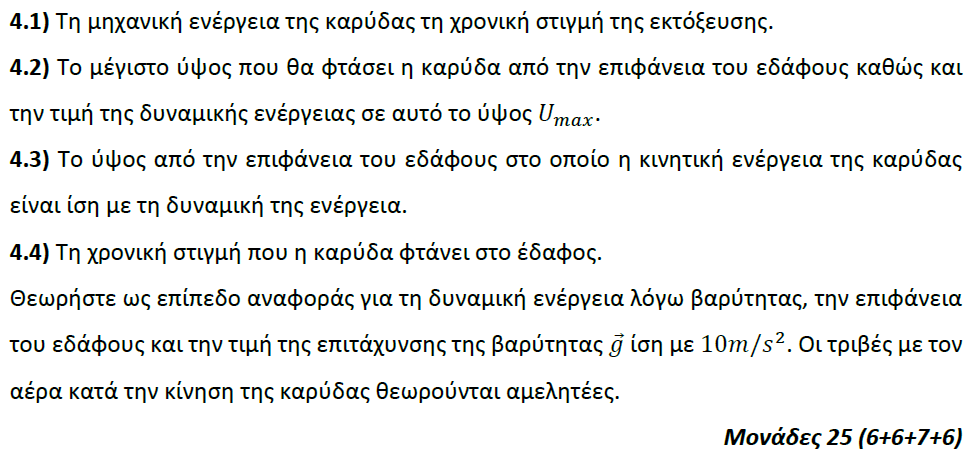 4.1) Τη μηχανική ενέργεια της καρύδας τη χρονική στιγμή της εκτόξευσης.
4.2) Το μέγιστο ύψος που θα φτάσει η καρύδα από την επιφάνεια του εδάφους καθώς και
την τιμή της δυναμικής ενέργειας σε αυτό το ύψος $U_{max}$.
4.3) Το ύψος από την επιφάνεια του εδάφους στο οποίο η κινητική ενέργεια της καρύδας
είναι ίση με τη δυναμική της ενέργεια.
4.4) Τη χρονική στιγμή που η καρύδα φτάνει στο έδαφος.
Θεωρήστε ως επίπεδο αναφοράς για τη δυναμική ενέργεια λόγω βαρύτητας, την επιφάνεια
του εδάφους και την τιμή της επιτάχυνσης της βαρύτητας $\vec{g}$ ίση με $10m/s^2$. Οι τριβές με τον
αέρα κατά την κίνηση της καρύδας θεωρούνται αμελητέες.
Μονάδες 25 (6+6+7+6)